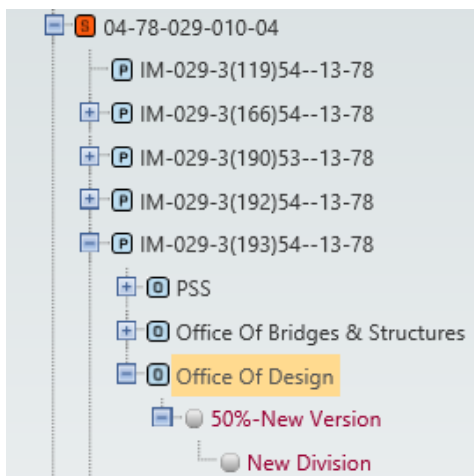 S 04-78-029-010-04
P IM-029-3(119)54--13-78
P IM-029-3(166)54--13-78
P IM-029-3(190)53--13-78
P IM-029-3(192)54--13-78
P IM-029-3(193)54--13-78
O PSS
O Office Of Bridges & Structures
O Office Of Design
50%-New Version
New Division